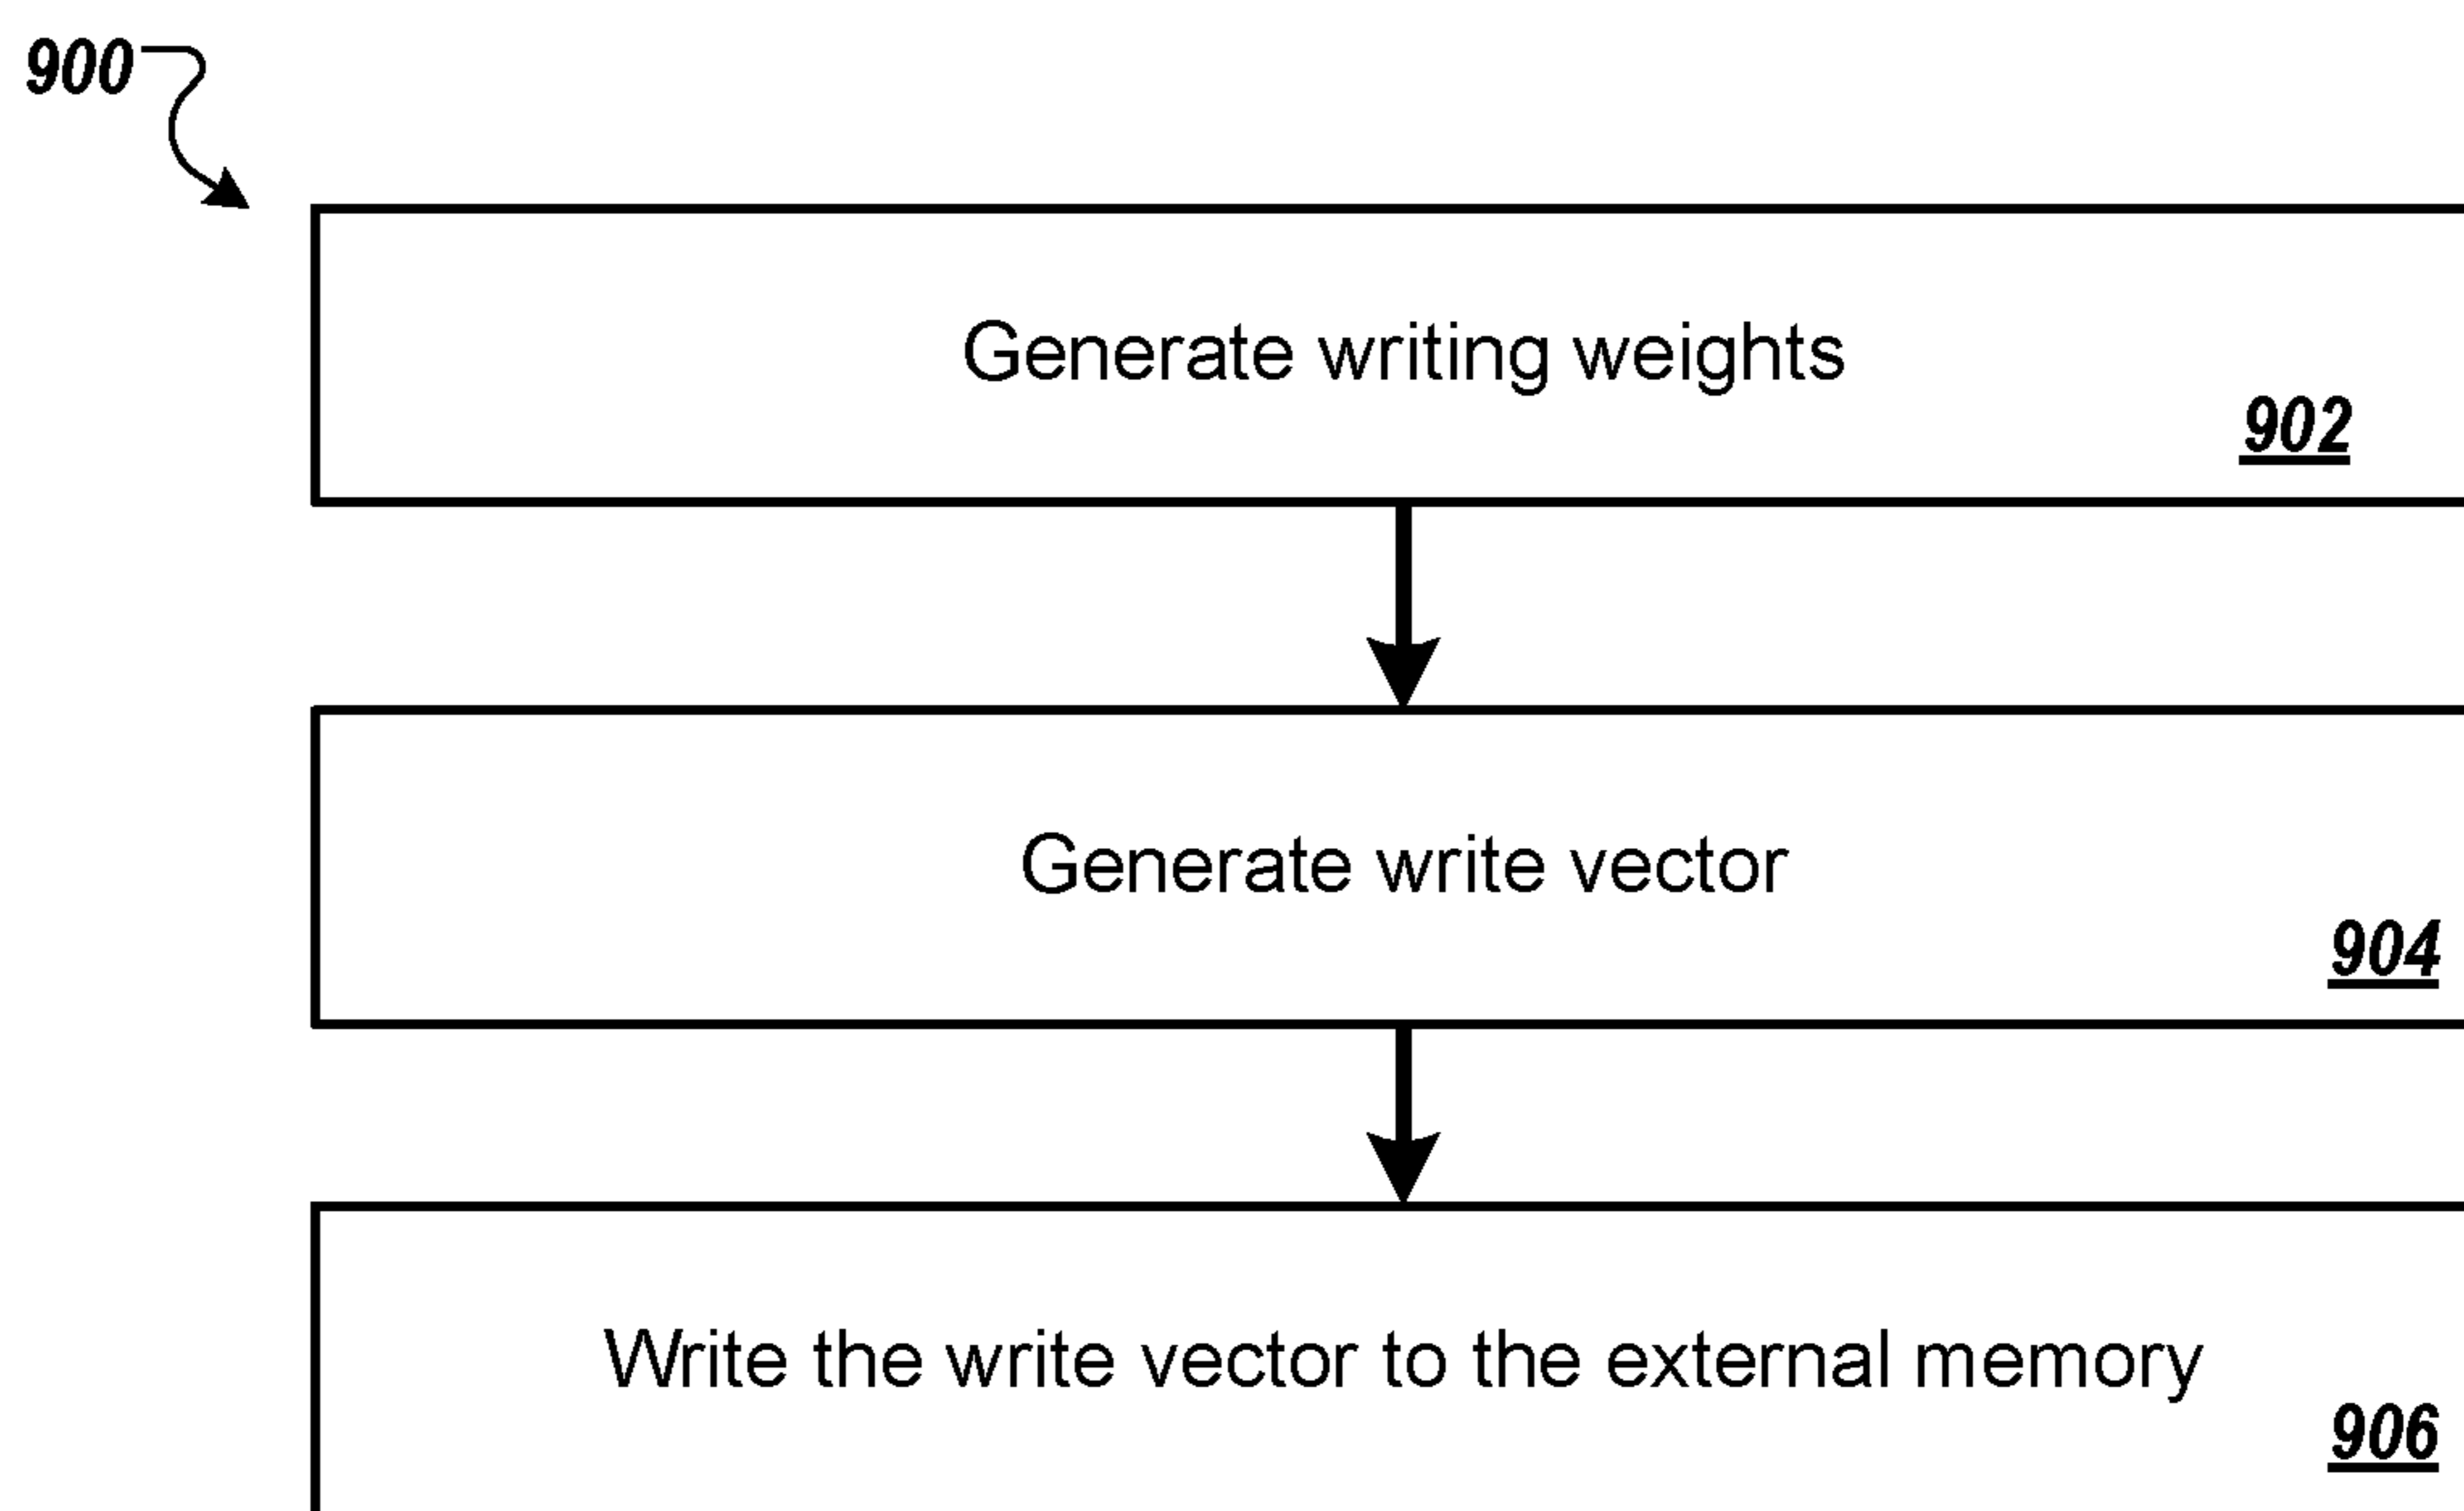 900
Generate writing weights
902
Generate write vector
904
Write the write vector to the external memory
906